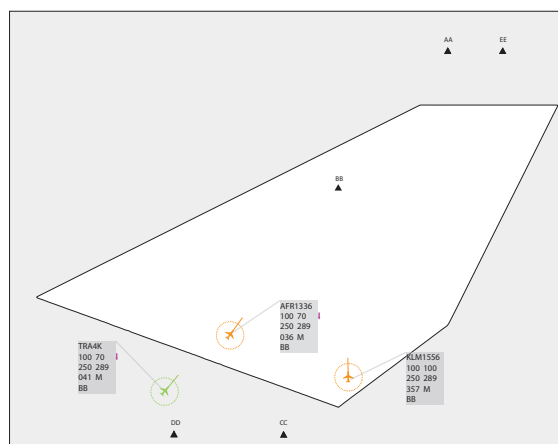 AA
EE
BB
AFR1336
100 70
250 289
036 M
BB
TRA4K
100 70
250 289
041 M
BB
KLM1556
100 100
250 289
357 M
BB
DD
CC